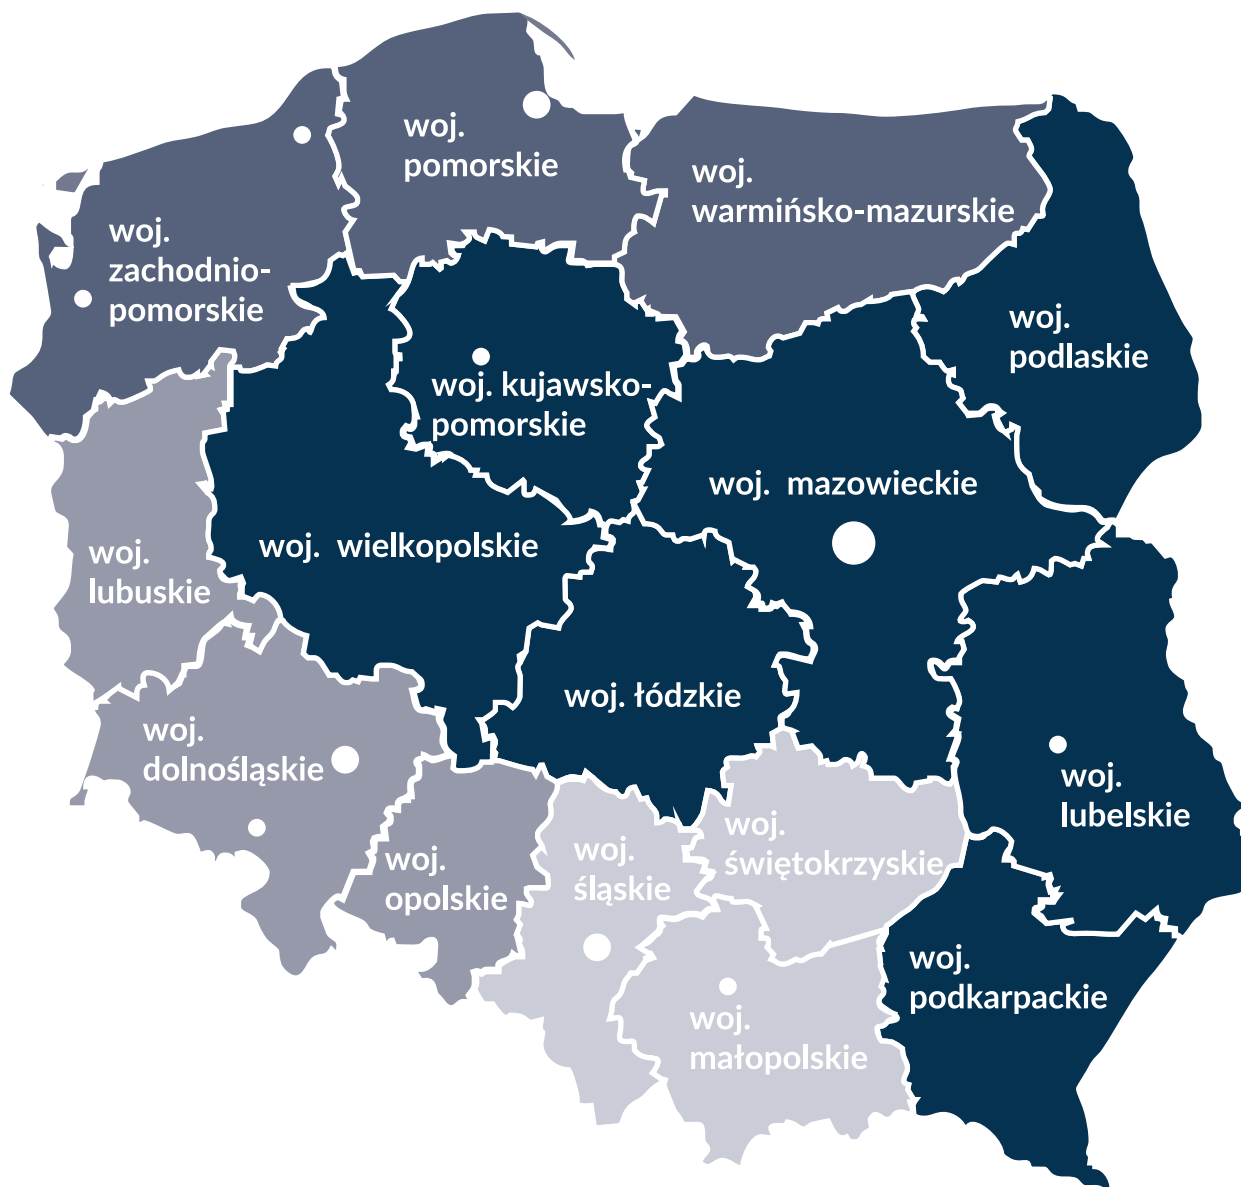 woj.
pomorskie
woj.
warmińsko-mazurskie
woj.
zachodnio-
pomorskie
woj.
podlaskie
woj. kujawsko-
pomorskie
woj. mazowieckie
woj. wielkopolskie
woj.
lubuskie
woj. łódzkie
woj.
dolnośląskie
woj.
lubelskie
woj.
świętokrzyskie
woj.
śląskie
woj.
opolskie
woj.
podkarpackie
woj.
małopolskie